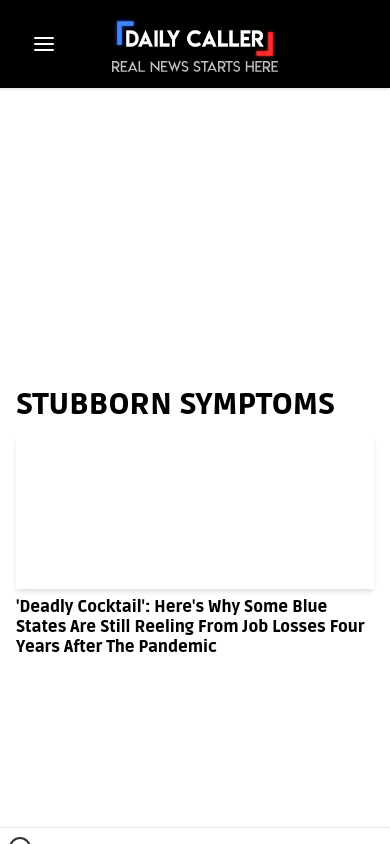 DAILY CALLER
REAL NEWS STARTS HERE
STUBBORN SYMPTOMS
'Deadly Cocktail': Here's Why Some Blue
States Are Still Reeling From Job Losses Four
Years After The Pandemic